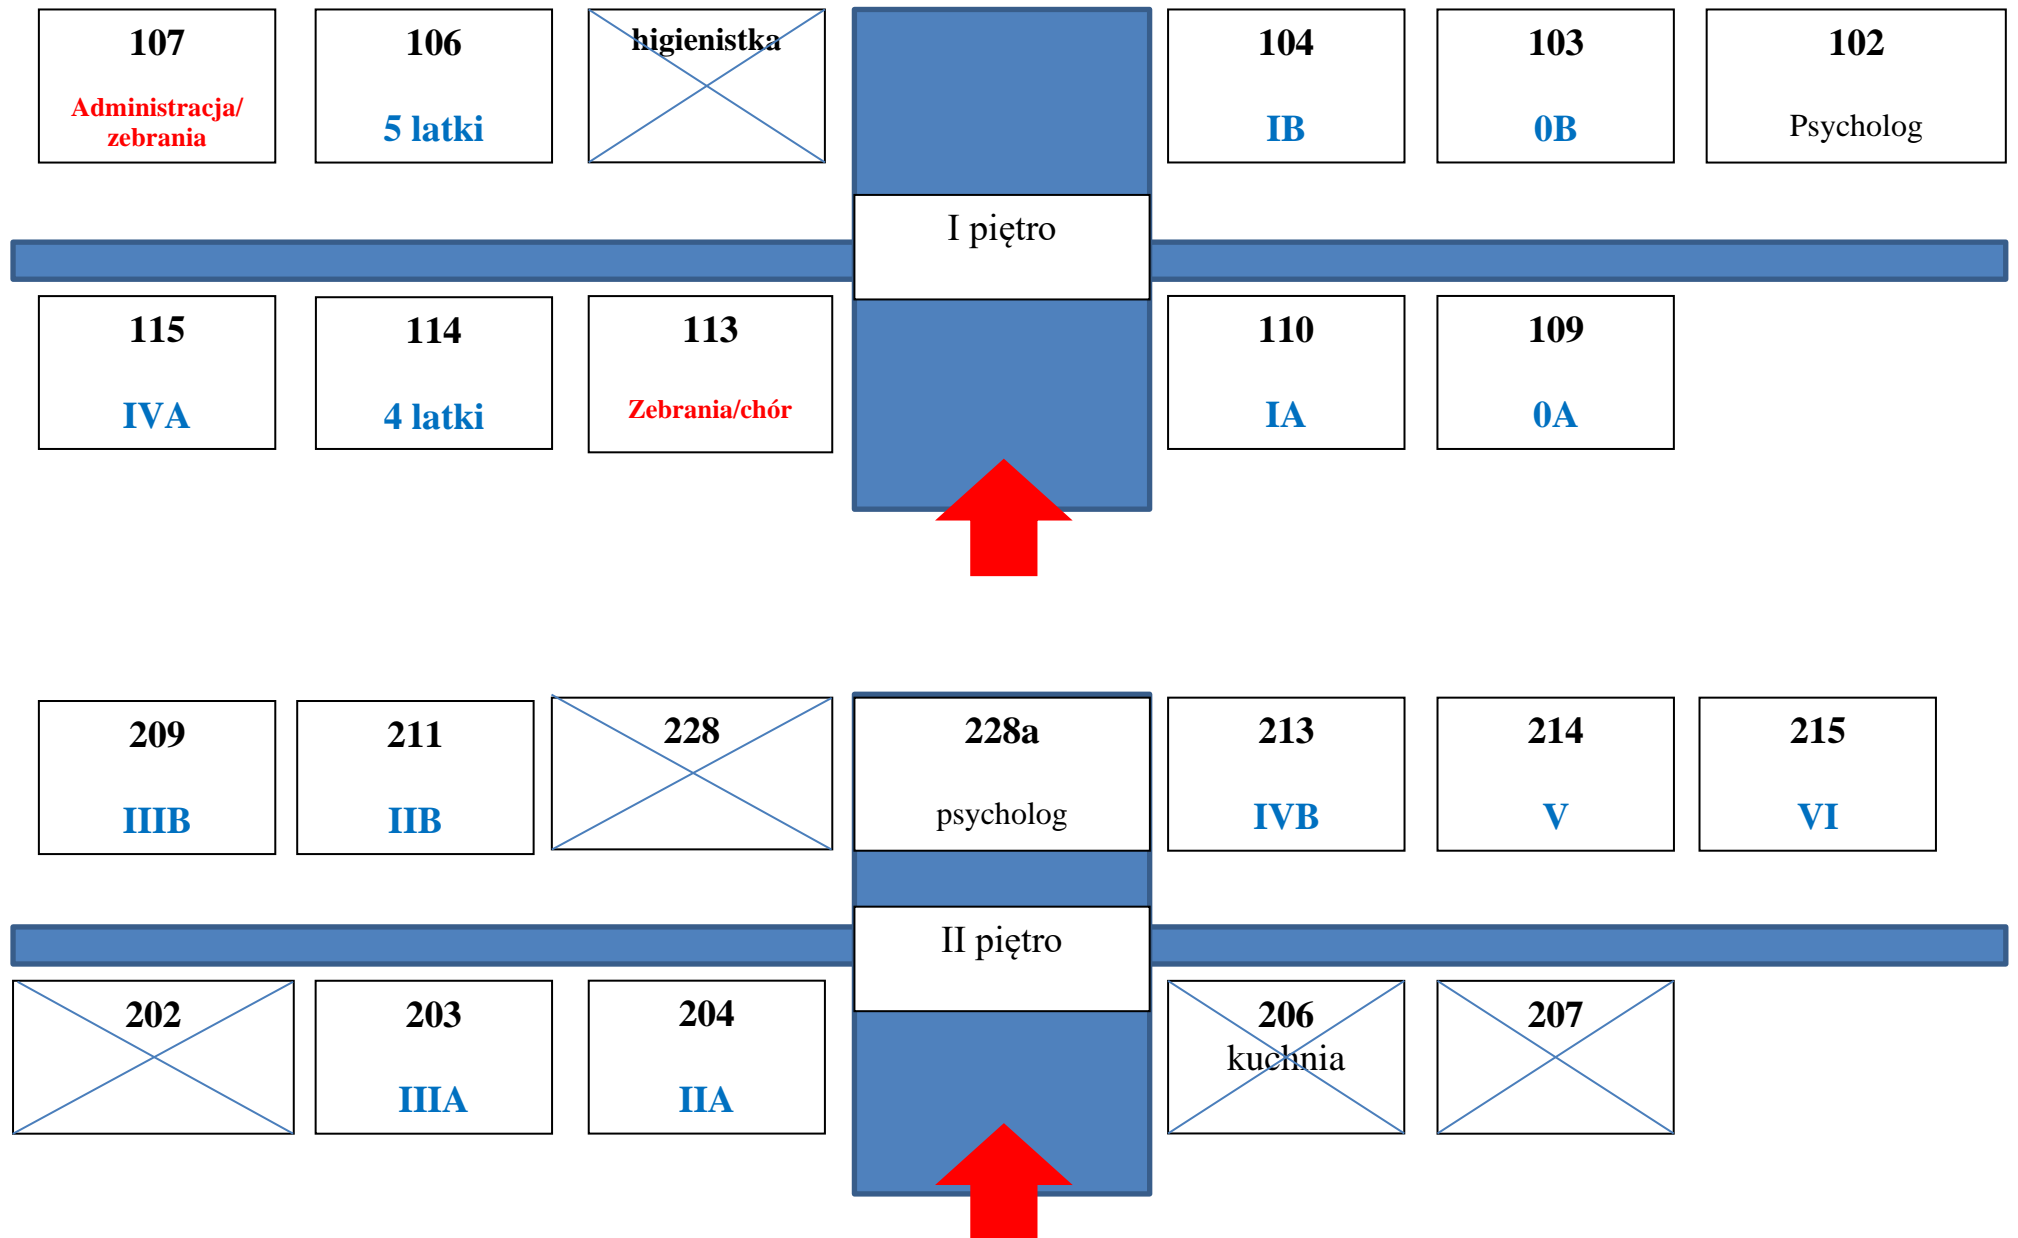 107
Administracja/
zebrania
106
5 latki
higienistka
104
IB
103
0B
102
Psycholog
I piętro
115
IVA
114
4 latki
113
Zebrania/chór
110
IA
109
0A
209
IIIB
211
IIB
228
228a
psycholog
213
IVB
214
V
215
VI
II piętro
202
203
IIIA
204
IIA
206
kuchnia
207